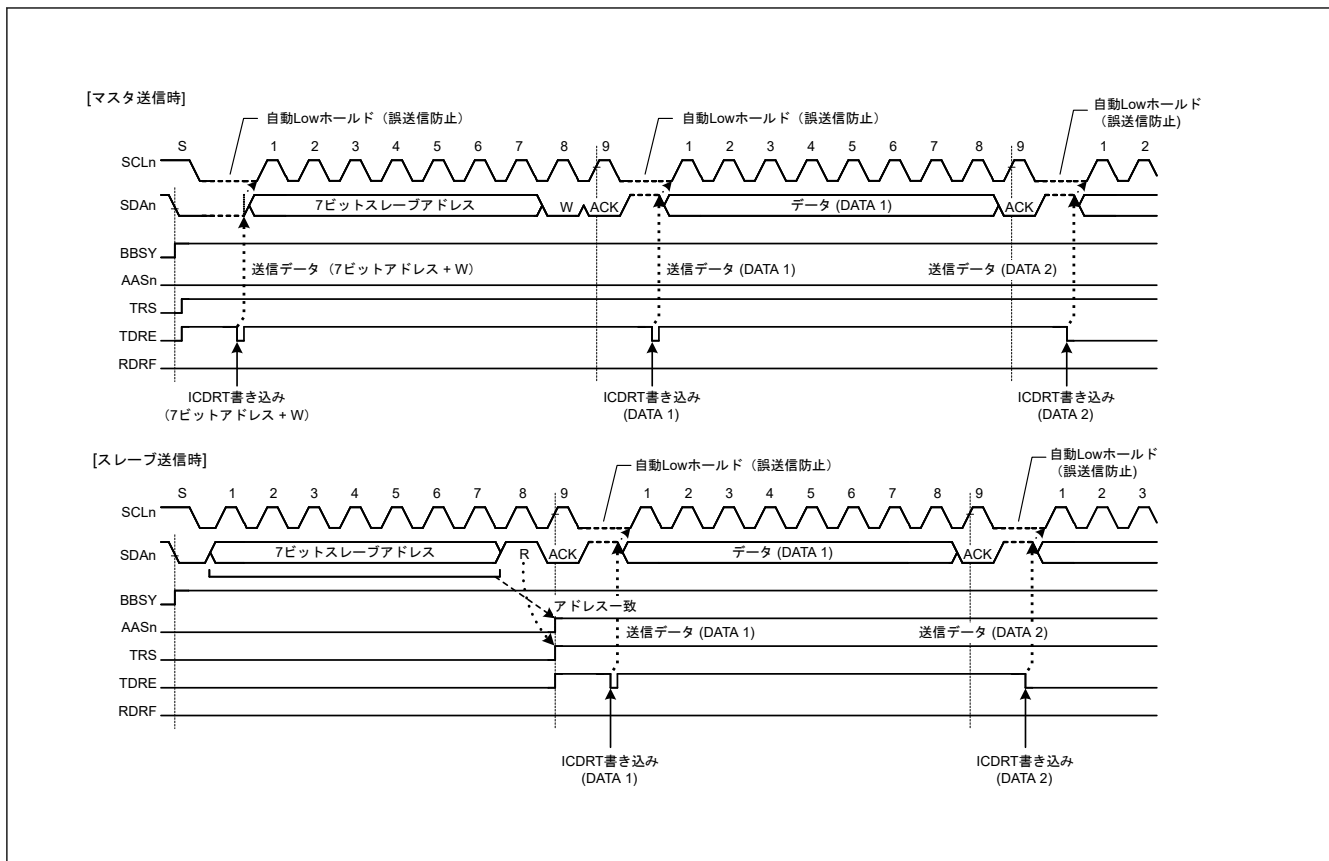 [マスタ送信時]
自動Lowホールド（誤送信防止）
自動Lowホールド（誤送信防止）
自動Lowホールド
（誤送信防止)
S 1 2 3 4 5 6 7 8 9 1 2 3 4 5 6 7 8 9 1 2
SCLn
SDAn 7ビットスレーブアドレス W ACK データ (DATA 1) ACK
BBSY
送信データ（7ビットアドレス + W） 送信データ (DATA 1) 送信データ (DATA 2)
AASn
TRS
TDRE
RDRF
ICDRT書き込み
（7ビットアドレス + W）
ICDRT書き込み
(DATA 1)
ICDRT書き込み
(DATA 2)
[スレーブ送信時]
自動Lowホールド（誤送信防止）
自動Lowホールド
（誤送信防止)
S 1 2 3 4 5 6 7 8 9 1 2 3 4 5 6 7 8 9 1 2 3
SCLn
SDAn 7ビットスレーブアドレス R ACK データ (DATA 1) ACK
BBSY
アドレス一致
AASn
送信データ (DATA 1) 送信データ (DATA 2)
TRS
TDRE
RDRF
ICDRT書き込み
(DATA 1)
ICDRT書き込み
(DATA 2)